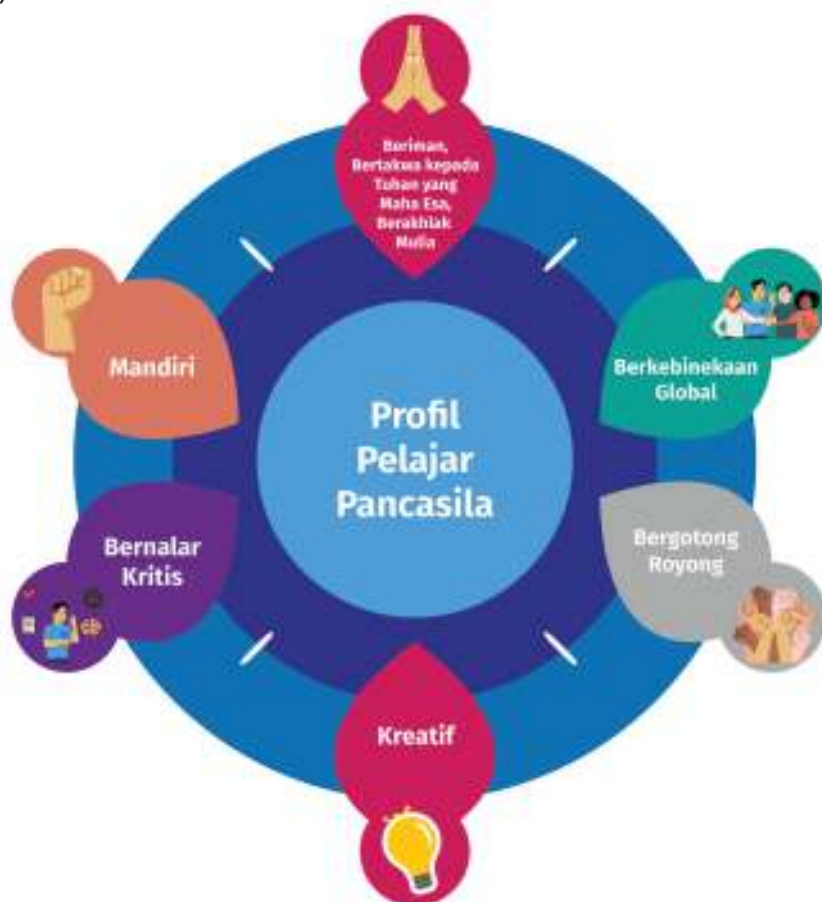 Profil
Pelajar
Pancasila
Beriman,
Bertakwa kepada
Tuhan yang
Maha Esa,
Berakhlak
Mulia
Berkebinekaan
Global
Bergotong
Royong
Kreatif
Bernalar
Kritis
Mandiri